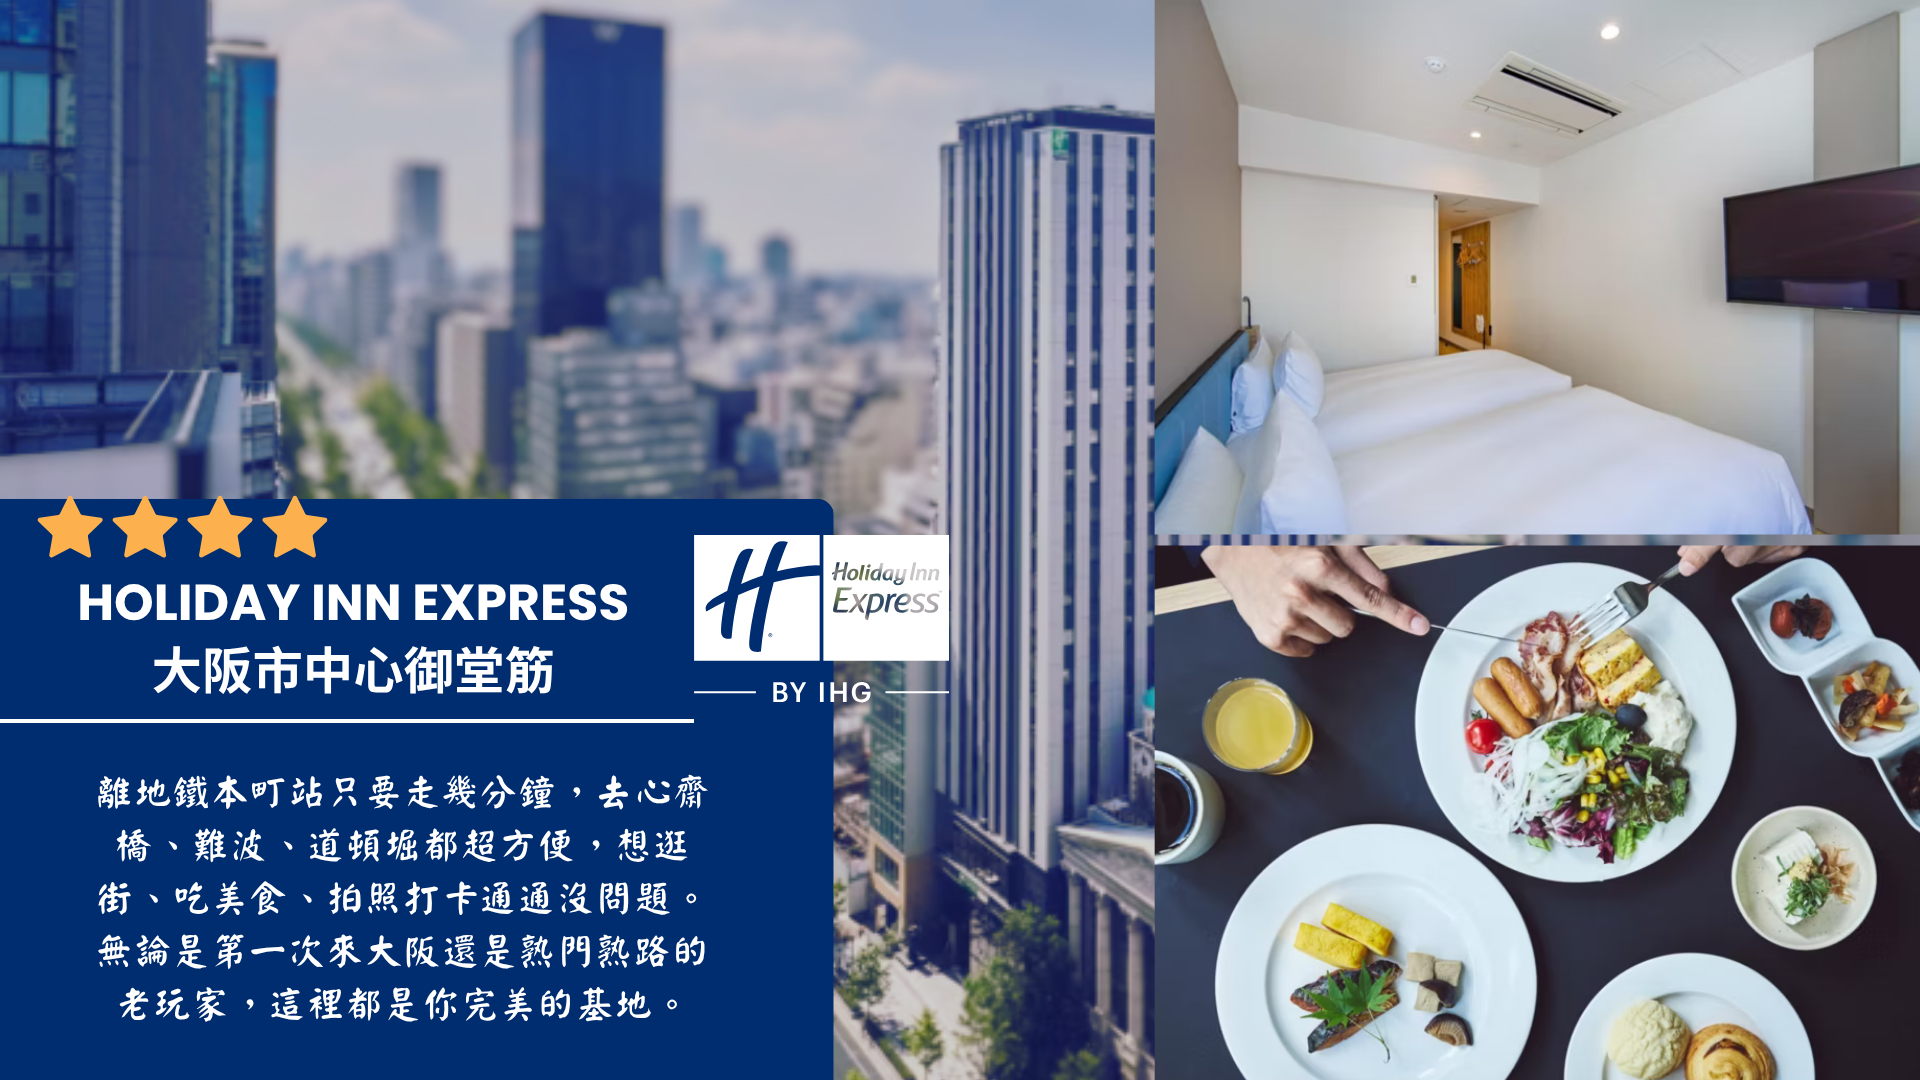 HOLIDAY INN EXPRESS
大阪市中心御堂筋
Holiday Inn
Express
BY IHG
離地鐵本町站只要走幾分鐘，去心齋
橋、難波、道頓堀都超方便，想逛
街、吃美食、拍照打卡通通沒問題。
無論是第一次來大阪還是熟門熟路的
老玩家，這裡都是你完美的基地。